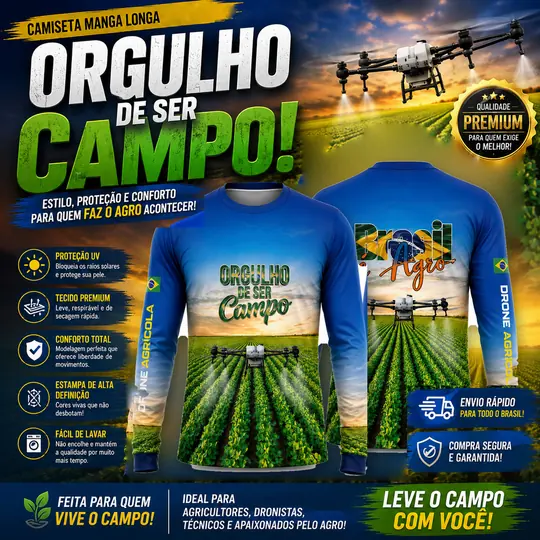 CAMISETA MANGA LONGA
ORGULHO
DE SER
CAMPO!
ESTILO, PROTEÇÃO E CONFORTO
PARA QUEM FAZ O AGRO ACONTECER!
QUALIDADE
PREMIUM
PARA QUEM EXIGE
O MELHOR!
PROTEÇÃO UV
Bloqueia os raios solares
e protege sua pele.
TECIDO PREMIUM
Leve, respirável e de
secagem rápida.
CONFORTO TOTAL
Modelagem perfeita que
oferece liberdade de
movimentos.
ESTAMPA DE ALTA
DEFINIÇÃO
Cores vivas que não
desbotam!
FÁCIL DE LAVAR
Não encolhe e mantém
a qualidade por muito
mais tempo.
ORGULHO
DE SER
Campo
AGRICOLA
Brasil
Agro
DRONE AGRICOLA
ENVIO RÁPIDO
PARA TODO O BRASIL!
COMPRA SEGURA
E GARANTIDA!
FEITA PARA QUEM
VIVE O CAMPO!
IDEAL PARA
AGRICULTORES, DRONISTAS,
TÉCNICOS E APAIXONADOS PELO AGRO!
LEVE O CAMPO
COM VOCÊ!